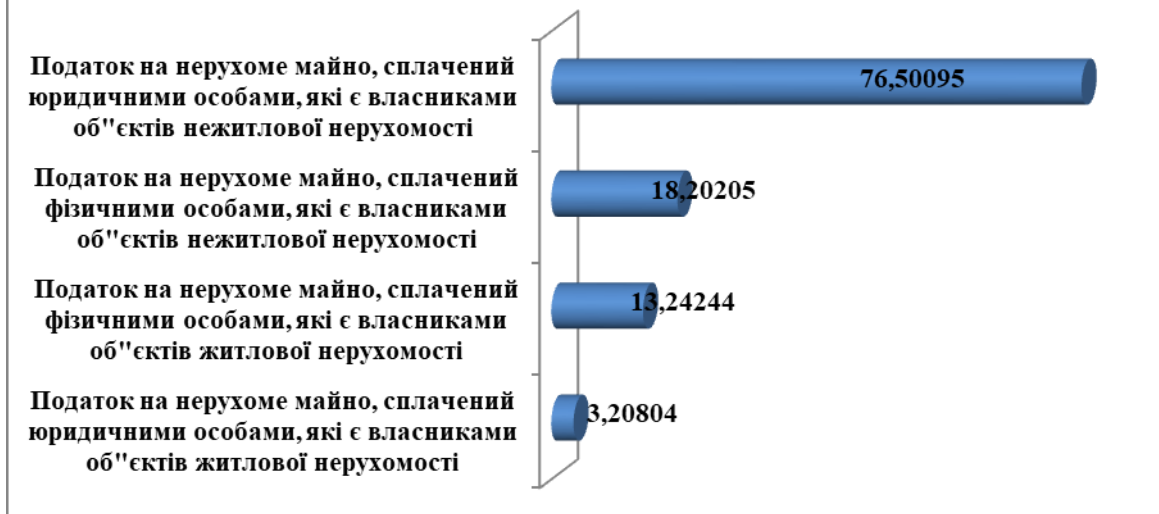 Податок на нерухоме майно, сплачений
юридичними особами, які є власниками
об"єктів нежитлової нерухомості
76,50095
Податок на нерухоме майно, сплачений
фізичними особами, які є власниками
об"єктів нежитлової нерухомості
18,20205
Податок на нерухоме майно, сплачений
фізичними особами, які є власниками
об"єктів житлової нерухомості
13,24244
Податок на нерухоме майно, сплачений
юридичними особами, які є власниками
об"єктів житлової нерухомості
3,20804